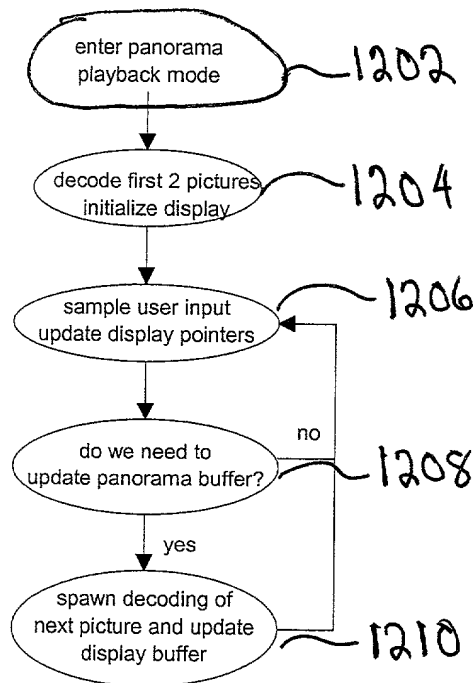 enter panorama
playback mode
1202
decode first 2 pictures
initialize display
1204
sample user input
update display pointers
1206
do we need to
update panorama buffer?
no
1208
yes
spawn decoding of
next picture and update
display buffer
1210